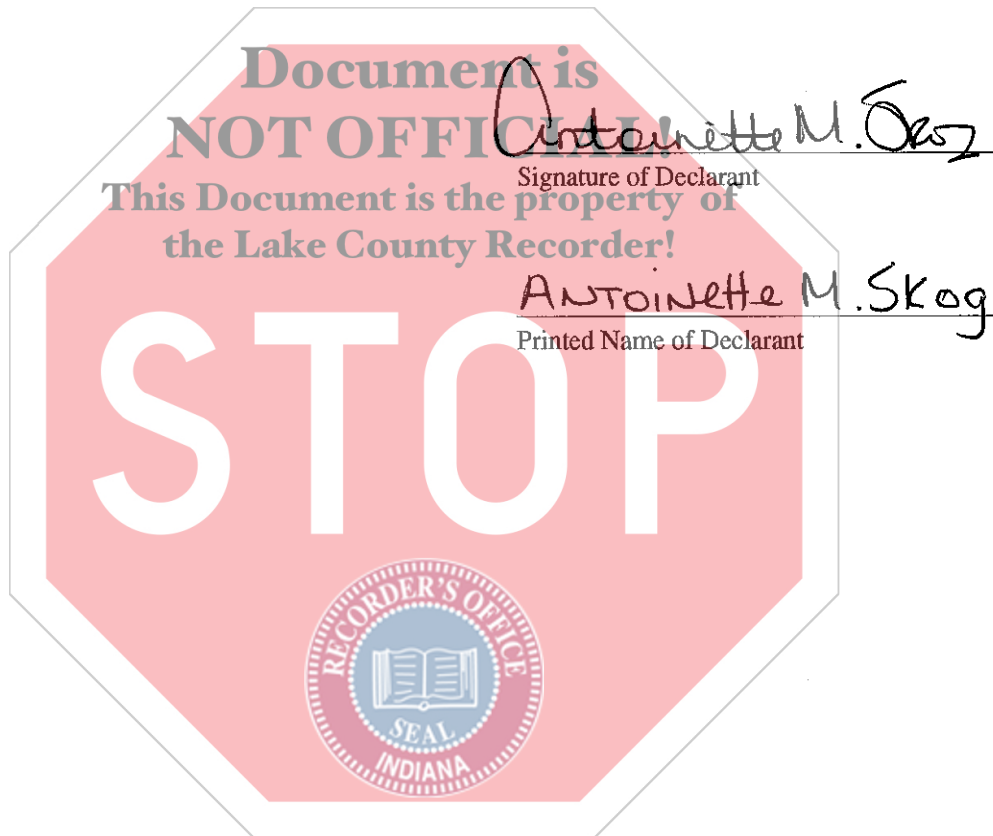 Document is
NOT OFFICIAL!
This Document is the property of
the Lake County Recorder!
Antoinette M. Skog
Signature of Declarant
ANTOINette M. Skog
Printed Name of Declarant
STOP
RECORDER'S OFFICE
SEAL
INDIANA